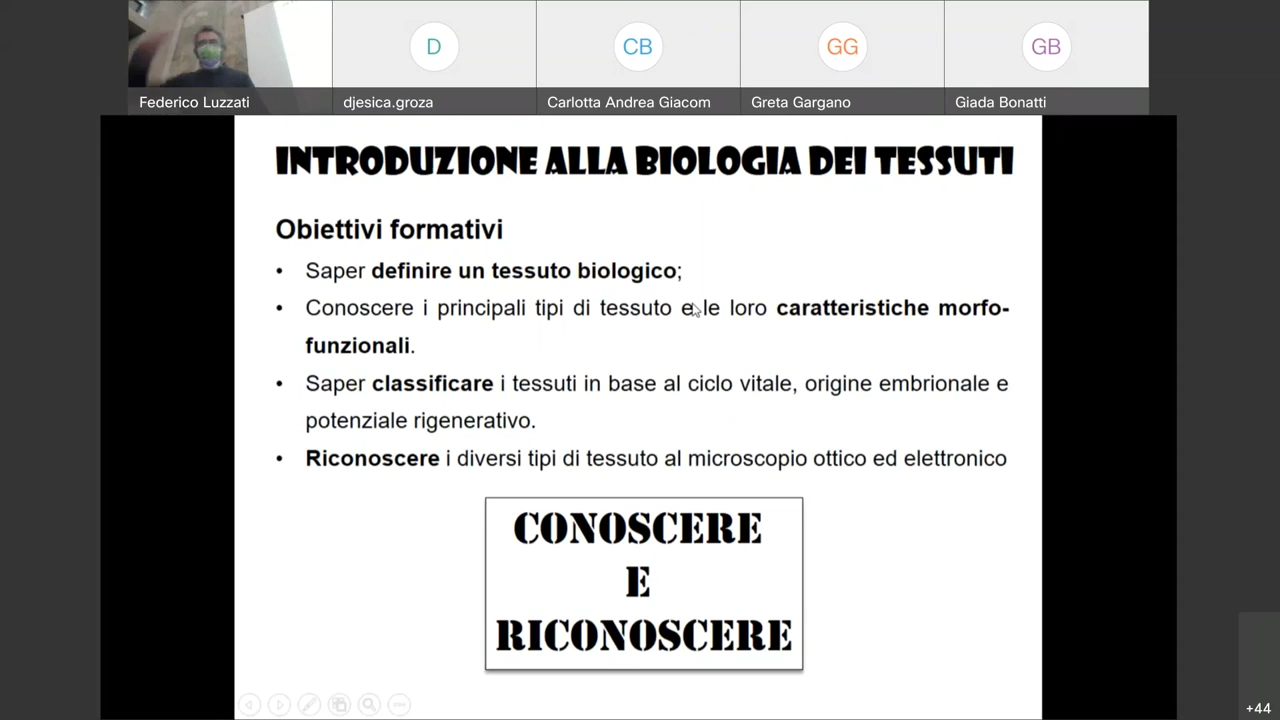 D
CB
GG
GB
Federico Luzzati
djesica.groza
Carlotta Andrea Giacom
Greta Gargano
Giada Bonatti
INTRODUZIONE ALLA BIOLOGIA DEI TESSUTI
Obiettivi formativi
• Saper definire un tessuto biologico;
• Conoscere i principali tipi di tessuto e le loro caratteristiche morfo-
funzionali.
• Saper classificare i tessuti in base al ciclo vitale, origine embrionale e
potenziale rigenerativo.
• Riconoscere i diversi tipi di tessuto al microscopio ottico ed elettronico
CONOSCERE
E
RICONOSCERE
+44